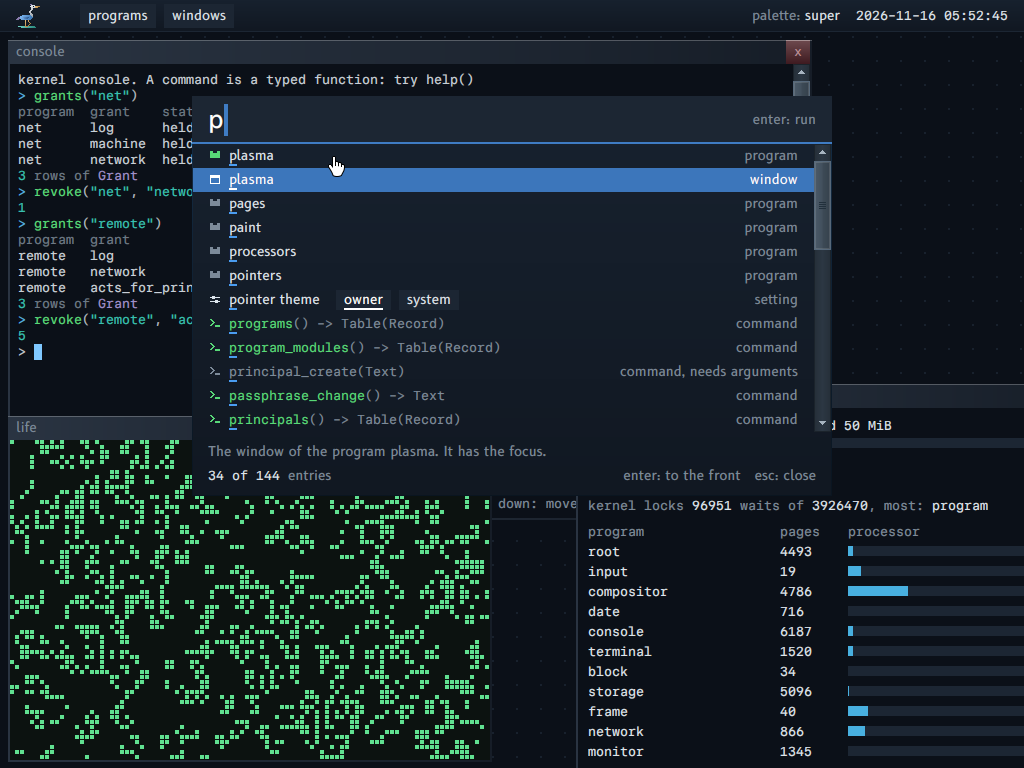 programs windows palette: super 2026-11-16 05:52:45
console x
kernel console. A command is a typed function: try help()
> grants("net")
program grant
net log held
net machine held
net network held
3 rows of Grant
> revoke("net",
1
> grants("remote")
program grant
remote log
remote network
remote
3 rows of Grant
> revoke("remote",
5
>
p enter: run
plasma program
plasma window
pages program
paint program
processors program
pointers program
pointer theme owner system setting
programs() -> Table(Record) command
program_modules() -> Table(Record) command
principal_create(Text) command, needs arguments
passphrase_change() -> Text command
principals() -> Table(Record) command
The window of the program plasma. It has the focus.
34 of 144 entries enter: to the front esc: close
life
50 MiB
down: move
kernel locks 96951 waits of 3926470, most: program
program pages processor
root 4493
input 19
compositor 4786
date 716
console 6187
terminal 1520
block 34
storage 5096
frame 40
network 866
monitor 1345